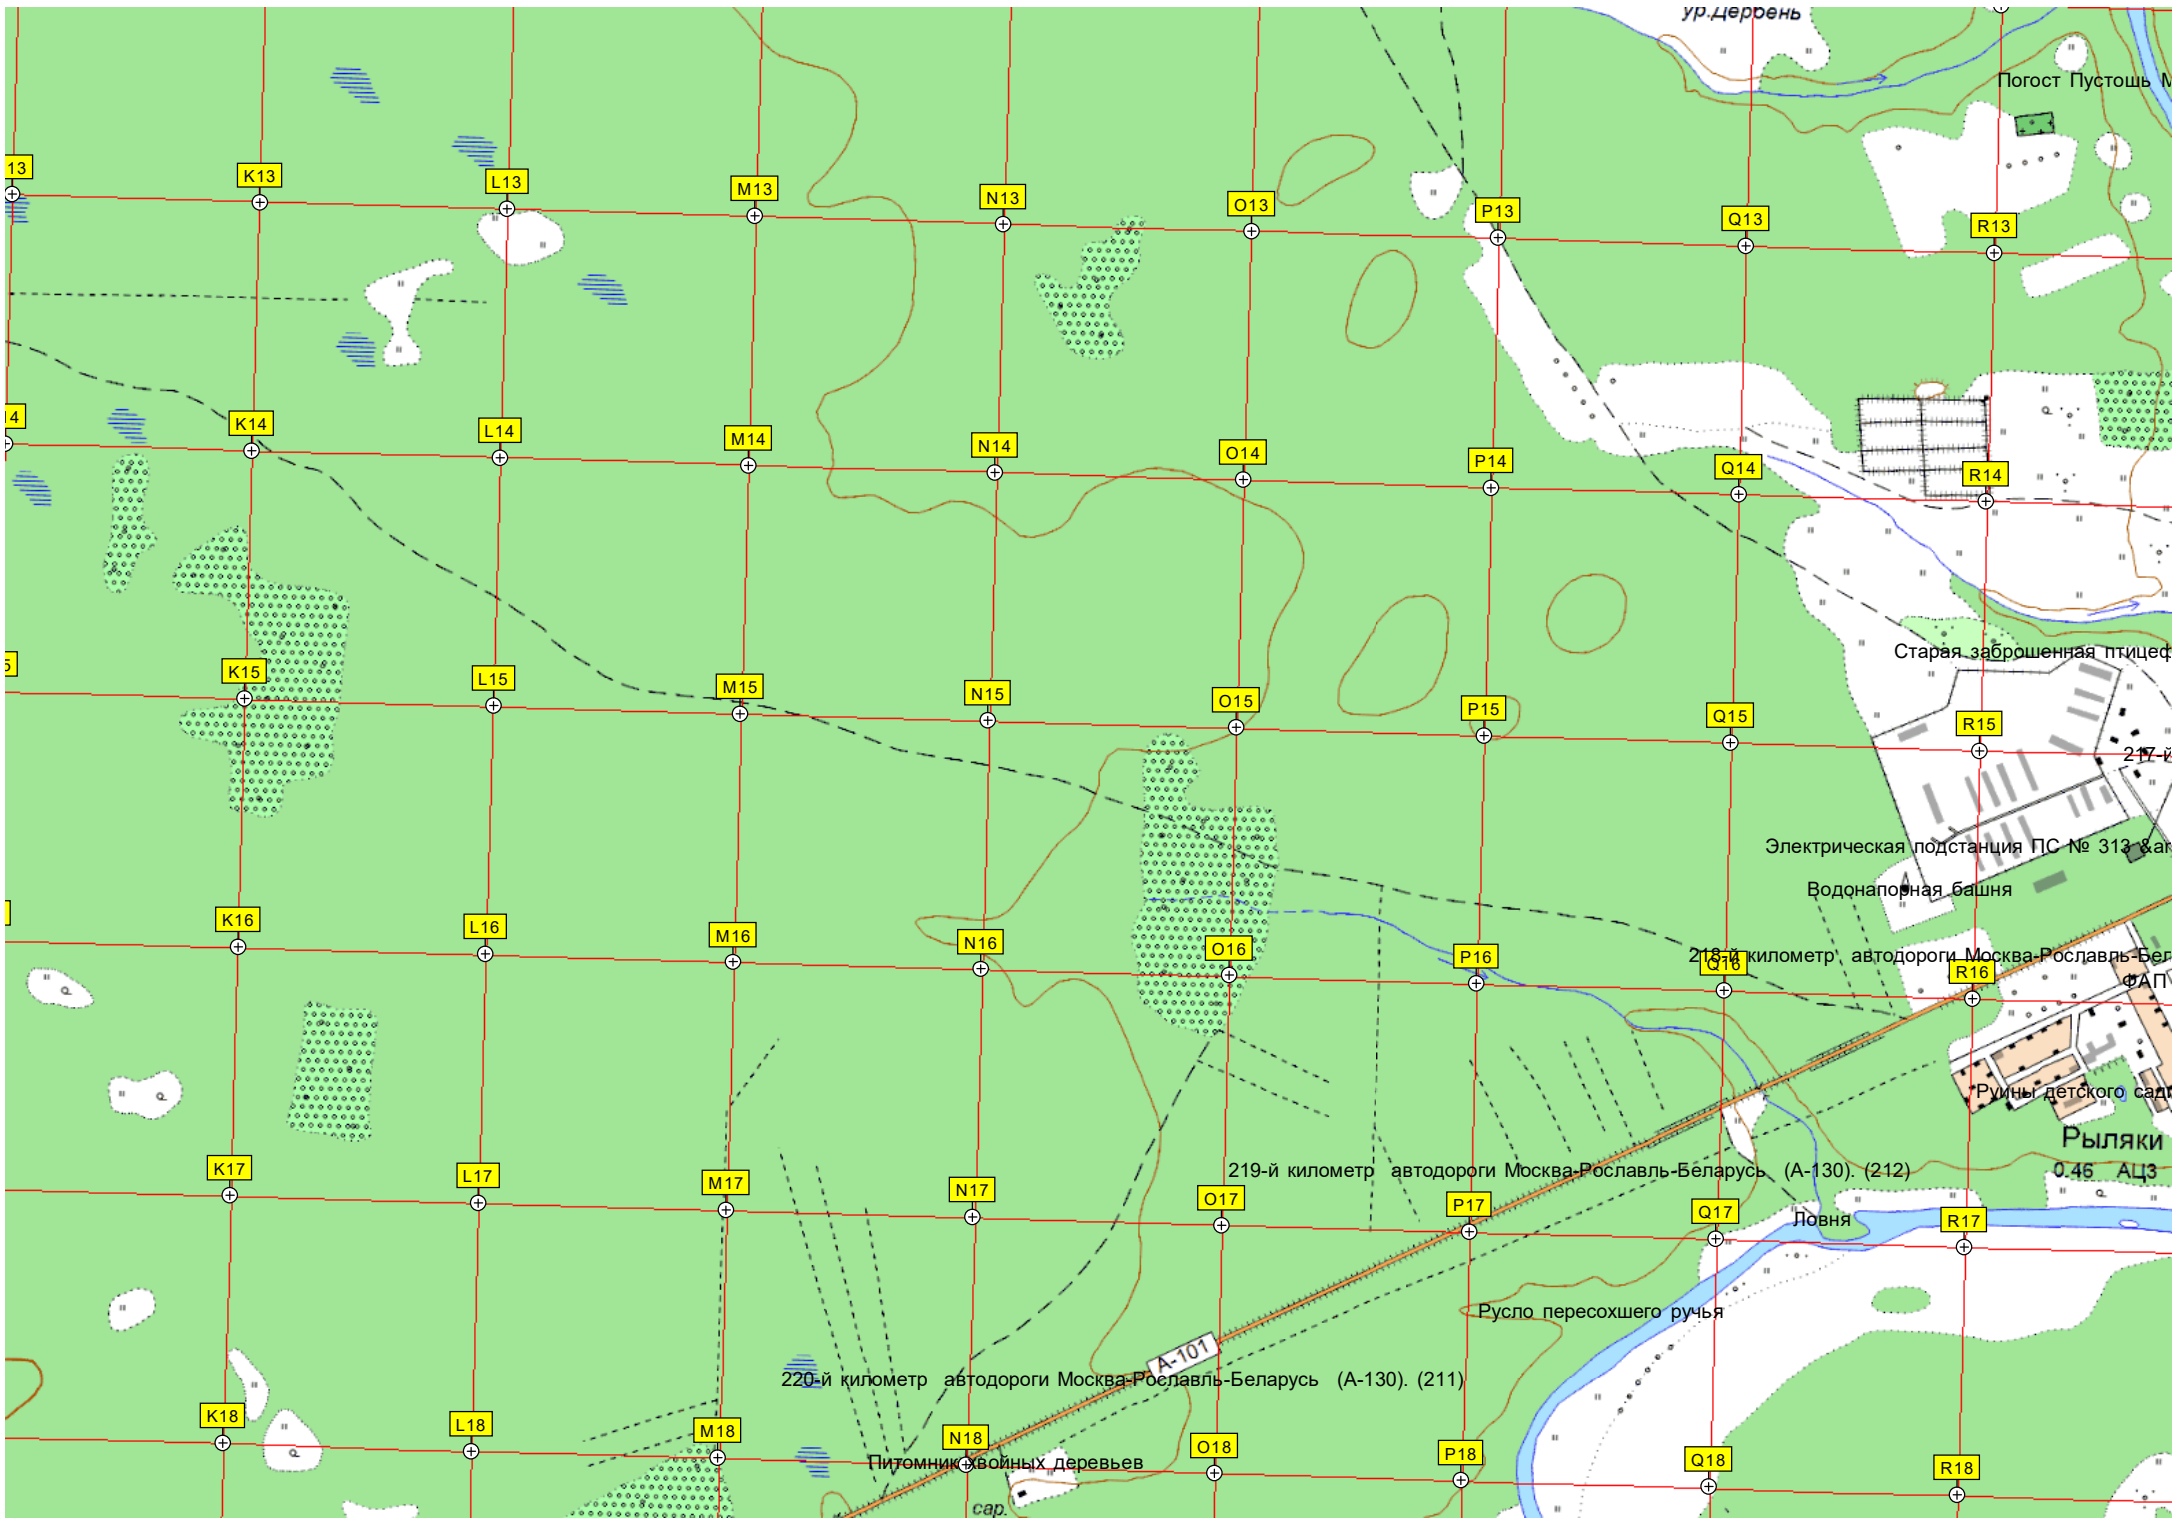 ур.Дербень
Погост Пустошь М
13
K13
L13
M13
N13
O13
P13
Q13
R13
14
K14
L14
M14
N14
O14
P14
Q14
R14
Старая заброшенная птицеф
5
K15
L15
M15
N15
O15
P15
Q15
R15
217-й
Электрическая подстанция ПС № 313 &ar
Водонапорная башня
K16
L16
M16
N16
O16
P16
Q16
R16
218-й километр автодороги Москва-Рославль-Бел
ФАП
Руины детского сада
Рыляки
0.46 АЦЗ
219-й километр автодороги Москва-Рославль-Беларусь (А-130). (212)
K17
L17
M17
N17
O17
P17
Q17
R17
Ловня
Русло пересохшего ручья
А-101
220-й километр автодороги Москва-Рославль-Беларусь (А-130). (211)
K18
L18
M18
N18
O18
P18
Q18
R18
Питомник хвойных деревьев
сар.